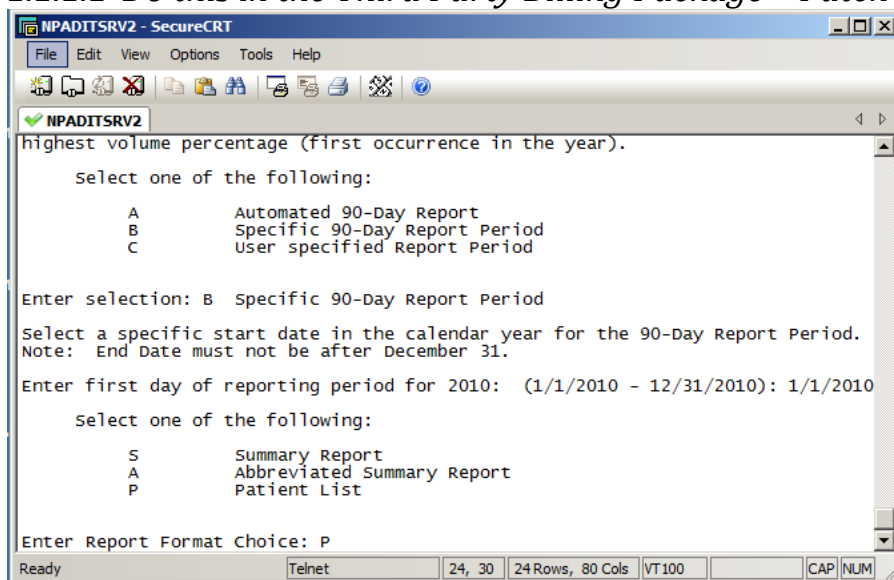 NPADITSRV2 - SecureCRT
File Edit View Options Tools Help
NPADITSRV2
highest volume percentage (first occurrence in the year).
Select one of the following:
A Automated 90-Day Report
B Specific 90-Day Report Period
C User specified Report Period
Enter selection: B Specific 90-Day Report Period
Select a specific start date in the calendar year for the 90-Day Report Period.
Note: End Date must not be after December 31.
Enter first day of reporting period for 2010: (1/1/2010 - 12/31/2010): 1/1/2010
Select one of the following:
S Summary Report
A Abbreviated Summary Report
P Patient List
Enter Report Format Choice: P
Ready Telnet 24, 30 24 Rows, 80 Cols VT100 CAP NUM